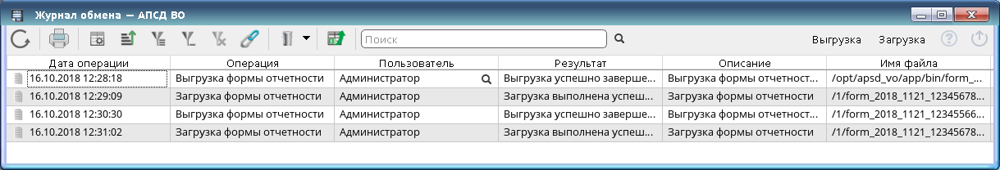 Журнал обмена — АПСД ВО
Поиск Выгрузка Загрузка
Дата операции Операция Пользователь Результат Описание Имя файла
16.10.2018 12:28:18 Выгрузка формы отчетности Администратор Выгрузка успешно заверше... Выгрузка формы отчетност... /opt/apsd_vo/app/bin/form_...
16.10.2018 12:29:09 Загрузка формы отчетности Администратор Загрузка выполнена успеш... Загрузка формы отчетности /1/form_2018_1121_12345678...
16.10.2018 12:30:30 Выгрузка формы отчетности Администратор Выгрузка успешно заверше... Выгрузка формы отчетност... /1/form_2018_1121_12345566...
16.10.2018 12:31:02 Загрузка формы отчетности Администратор Загрузка выполнена успеш... Загрузка формы отчетности /1/form_2018_1121_12345678...